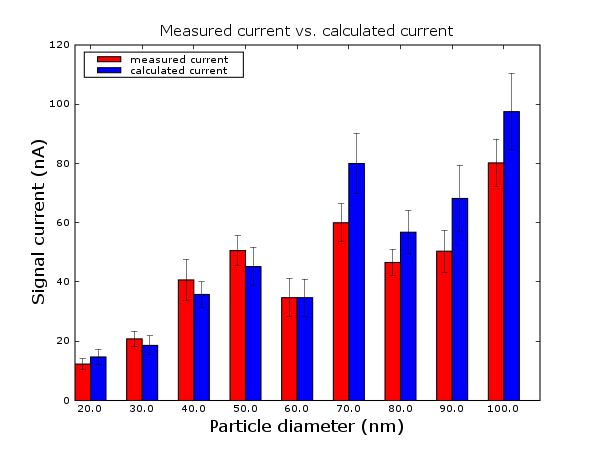 Measured current vs. calculated current
measured current
calculated current
120
100
80
60
40
20
0
Signal current (nA)
20.0 30.0 40.0 50.0 60.0 70.0 80.0 90.0 100.0
Particle diameter (nm)